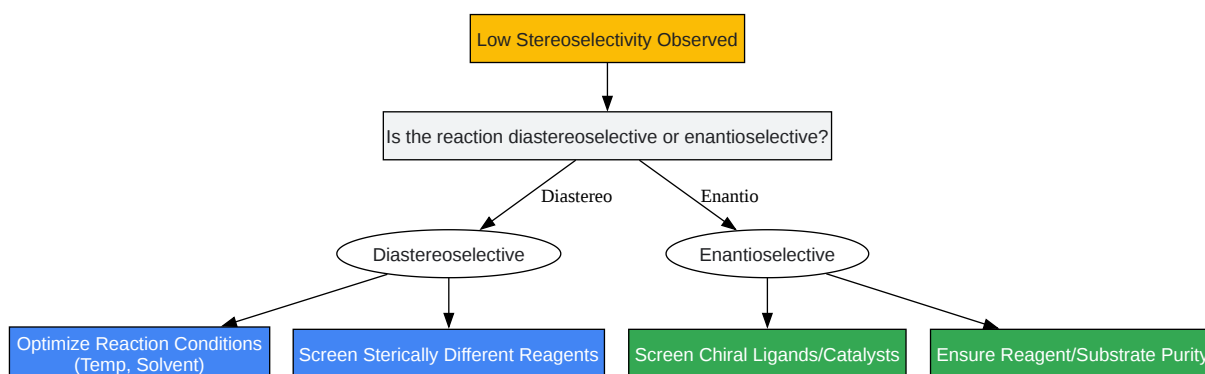 Low Stereoselectivity Observed
Is the reaction diastereoselective or enantioselective?
Diastereo
Enantio
Diastereoselective
Enantioselective
Optimize Reaction Conditions
(Temp, Solvent)
Screen Sterically Different Reagents
Screen Chiral Ligands/Catalysts
Ensure Reagent/Substrate Purity